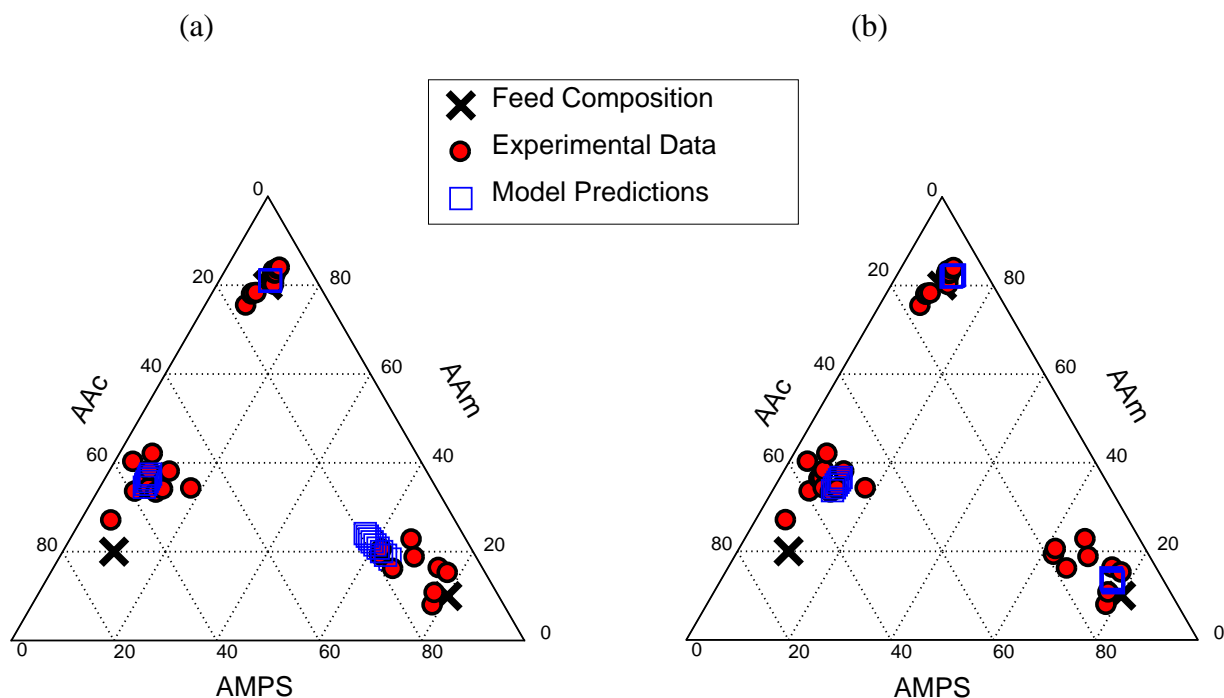 (a) (b)
Feed Composition
Experimental Data
Model Predictions
0 0
20 80 20 80
40 60 40 60
AAc AAm AAc AAm
60 40 60 40
80 20 80 20
0 20 40 60 80 0
0 20 40 60 80 0
AMPS AMPS